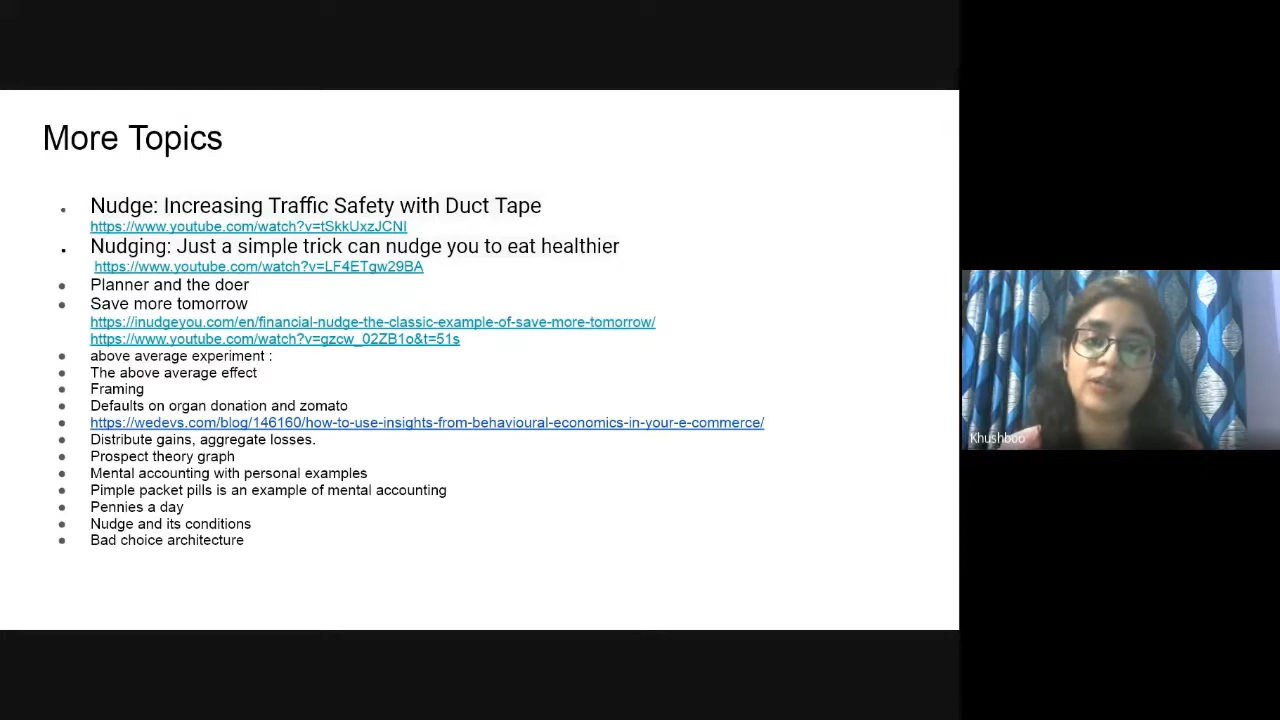 More Topics
Nudge: Increasing Traffic Safety with Duct Tape
https://www.youtube.com/watch?v=tSkkUxzJCNI
Nudging: Just a simple trick can nudge you to eat healthier
https://www.youtube.com/watch?v=LF4ETgw29BA
Planner and the doer
Save more tomorrow
https://inudgeyou.com/en/financial-nudge-the-classic-example-of-save-more-tomorrow/
https://www.youtube.com/watch?v=gzcw_02ZB1o&t=51s
above average experiment :
The above average effect
Framing
Defaults on organ donation and zomato
https://wedevs.com/blog/146160/how-to-use-insights-from-behavioural-economics-in-your-e-commerce/
Distribute gains, aggregate losses.
Prospect theory graph
Mental accounting with personal examples
Pimple packet pills is an example of mental accounting
Pennies a day
Nudge and its conditions
Bad choice architecture
Khushboo